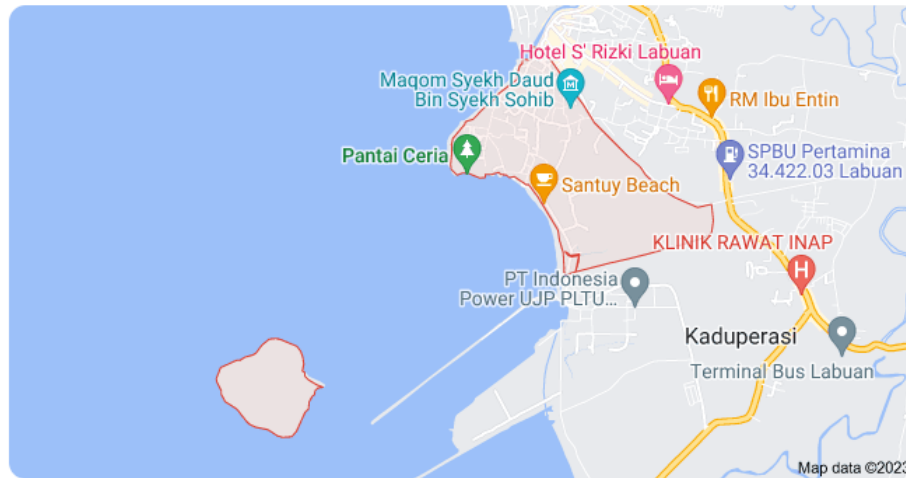 Hotel S' Rizki Labuan
Maqom Syekh Daud
Bin Syekh Sohib
RM Ibu Entin
Pantai Ceria
SPBU Pertamina
34.422.03 Labuan
Santuy Beach
KLINIK RAWAT INAP
H
PT Indonesia
Power UJP PLTU...
Kaduperasi
Terminal Bus Labuan
Map data ©2023